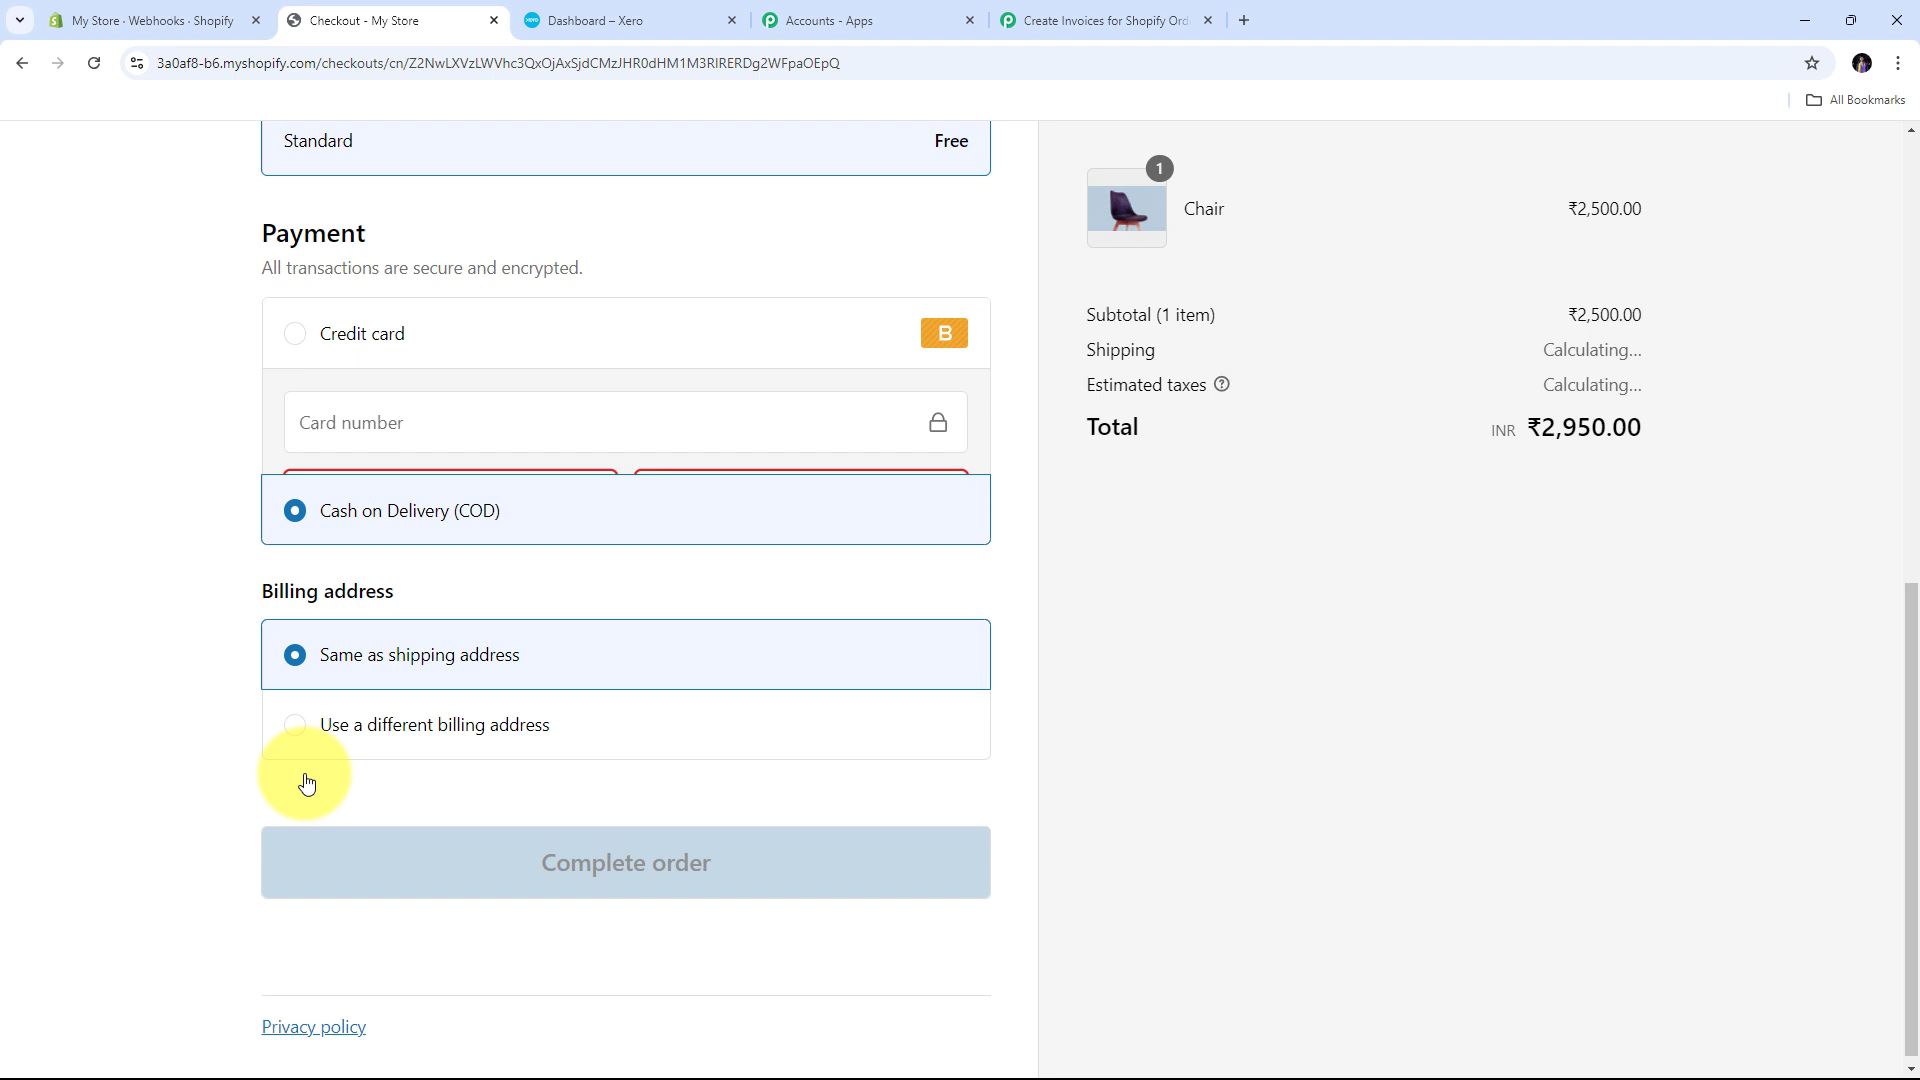 My Store · Webhooks · Shopify
Checkout - My Store
xero
Dashboard – Xero
Accounts - Apps
Create Invoices for Shopify Ord
3a0af8-b6.myshopify.com/checkouts/cn/Z2NwLXVzLWVhc3QxOjAxSjdCMzJHR0dHM1M3RlRERDg2WFpaOEpQ
All Bookmarks
Standard
Free
Payment
All transactions are secure and encrypted.
Credit card
B
Card number
Cash on Delivery (COD)
Billing address
Same as shipping address
Use a different billing address
Complete order
Privacy policy
1
Chair
₹2,500.00
Subtotal (1 item)
₹2,500.00
Shipping
Calculating...
Estimated taxes
Calculating...
Total
INR ₹2,950.00